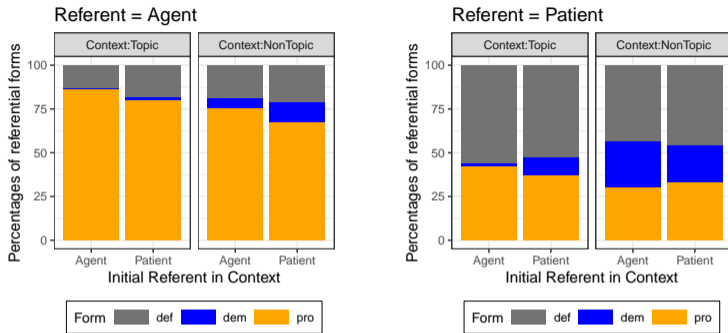 Referent = Agent
Context:Topic
Context:NonTopic
Percentages of referential forms
100
75
50
25
0
Agent
Patient
Agent
Patient
Initial Referent in Context
Form def dem pro
Referent = Patient
Context:Topic
Context:NonTopic
Percentages of referential forms
100
75
50
25
0
Agent
Patient
Agent
Patient
Initial Referent in Context
Form def dem pro